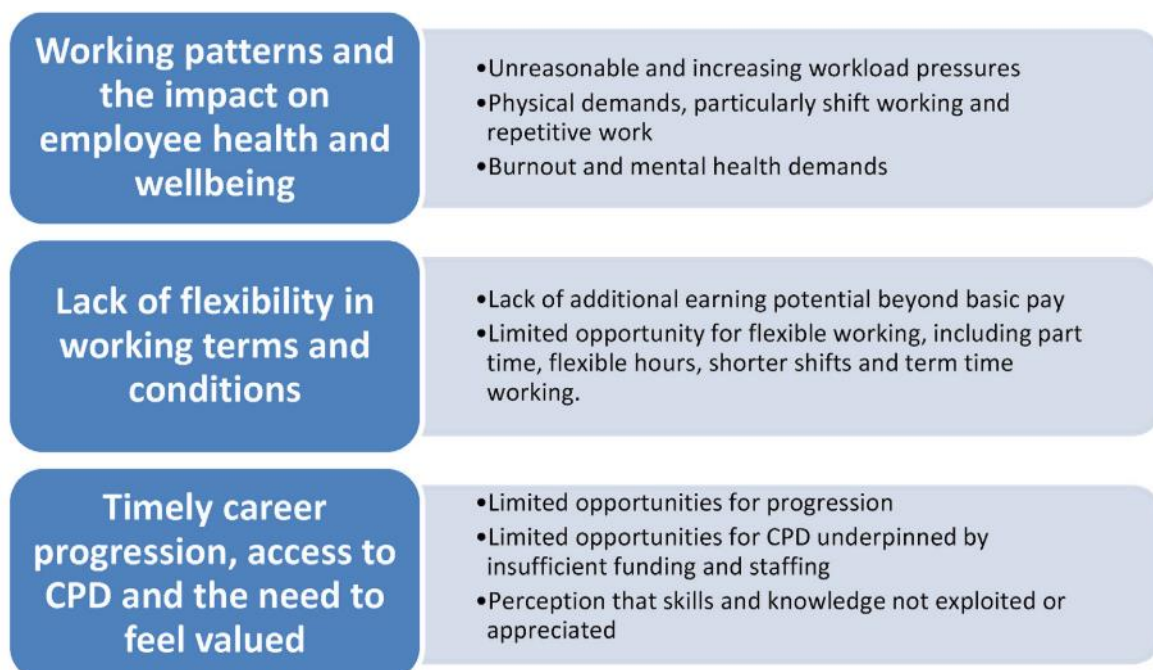 Working patterns and
the impact on
employee health and
wellbeing
•Unreasonable and increasing workload pressures
•Physical demands, particularly shift working and
repetitive work
•Burnout and mental health demands
Lack of flexibility in
working terms and
conditions
•Lack of additional earning potential beyond basic pay
•Limited opportunity for flexible working, including part
time, flexible hours, shorter shifts and term time
working.
Timely career
progression, access to
CPD and the need to
feel valued
•Limited opportunities for progression
•Limited opportunities for CPD underpinned by
insufficient funding and staffing
•Perception that skills and knowledge not exploited or
appreciated